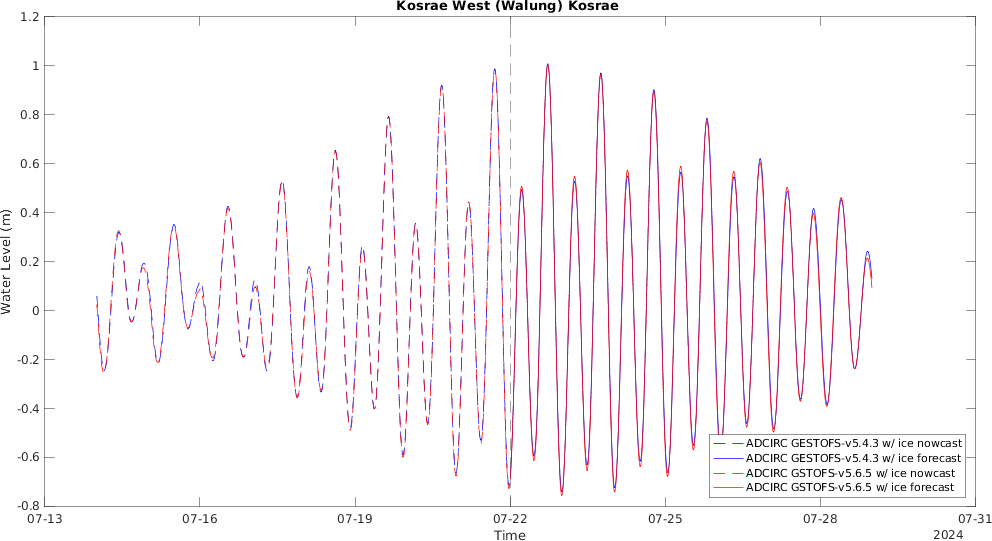 Kosrae West (Walung) Kosrae
1.2
1
0.8
0.6
0.4
0.2
0
-0.2
-0.4
-0.6
-0.8
Water Level (m)
07-13
07-16
07-19
07-22
07-25
07-28
07-31
Time
2024
ADCIRC GESTOFS-v5.4.3 w/ ice nowcast
ADCIRC GESTOFS-v5.4.3 w/ ice forecast
ADCIRC GSTOFS-v5.6.5 w/ ice nowcast
ADCIRC GSTOFS-v5.6.5 w/ ice forecast